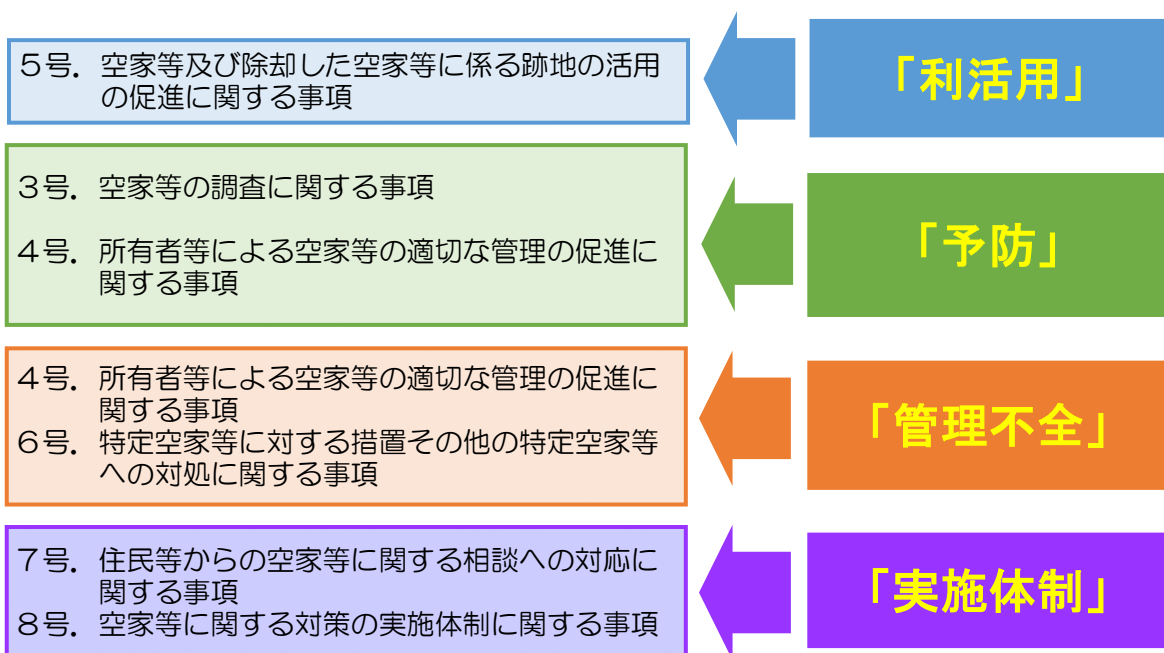 5号．空家等及び除却した空家等に係る跡地の活用
の促進に関する事項
「利活用」
3号．空家等の調査に関する事項
4号．所有者等による空家等の適切な管理の促進に
関する事項
「予防」
4号．所有者等による空家等の適切な管理の促進に
関する事項
6号．特定空家等に対する措置その他の特定空家等
への対処に関する事項
「管理不全」
7号．住民等からの空家等に関する相談への対応に
関する事項
8号．空家等に関する対策の実施体制に関する事項
「実施体制」